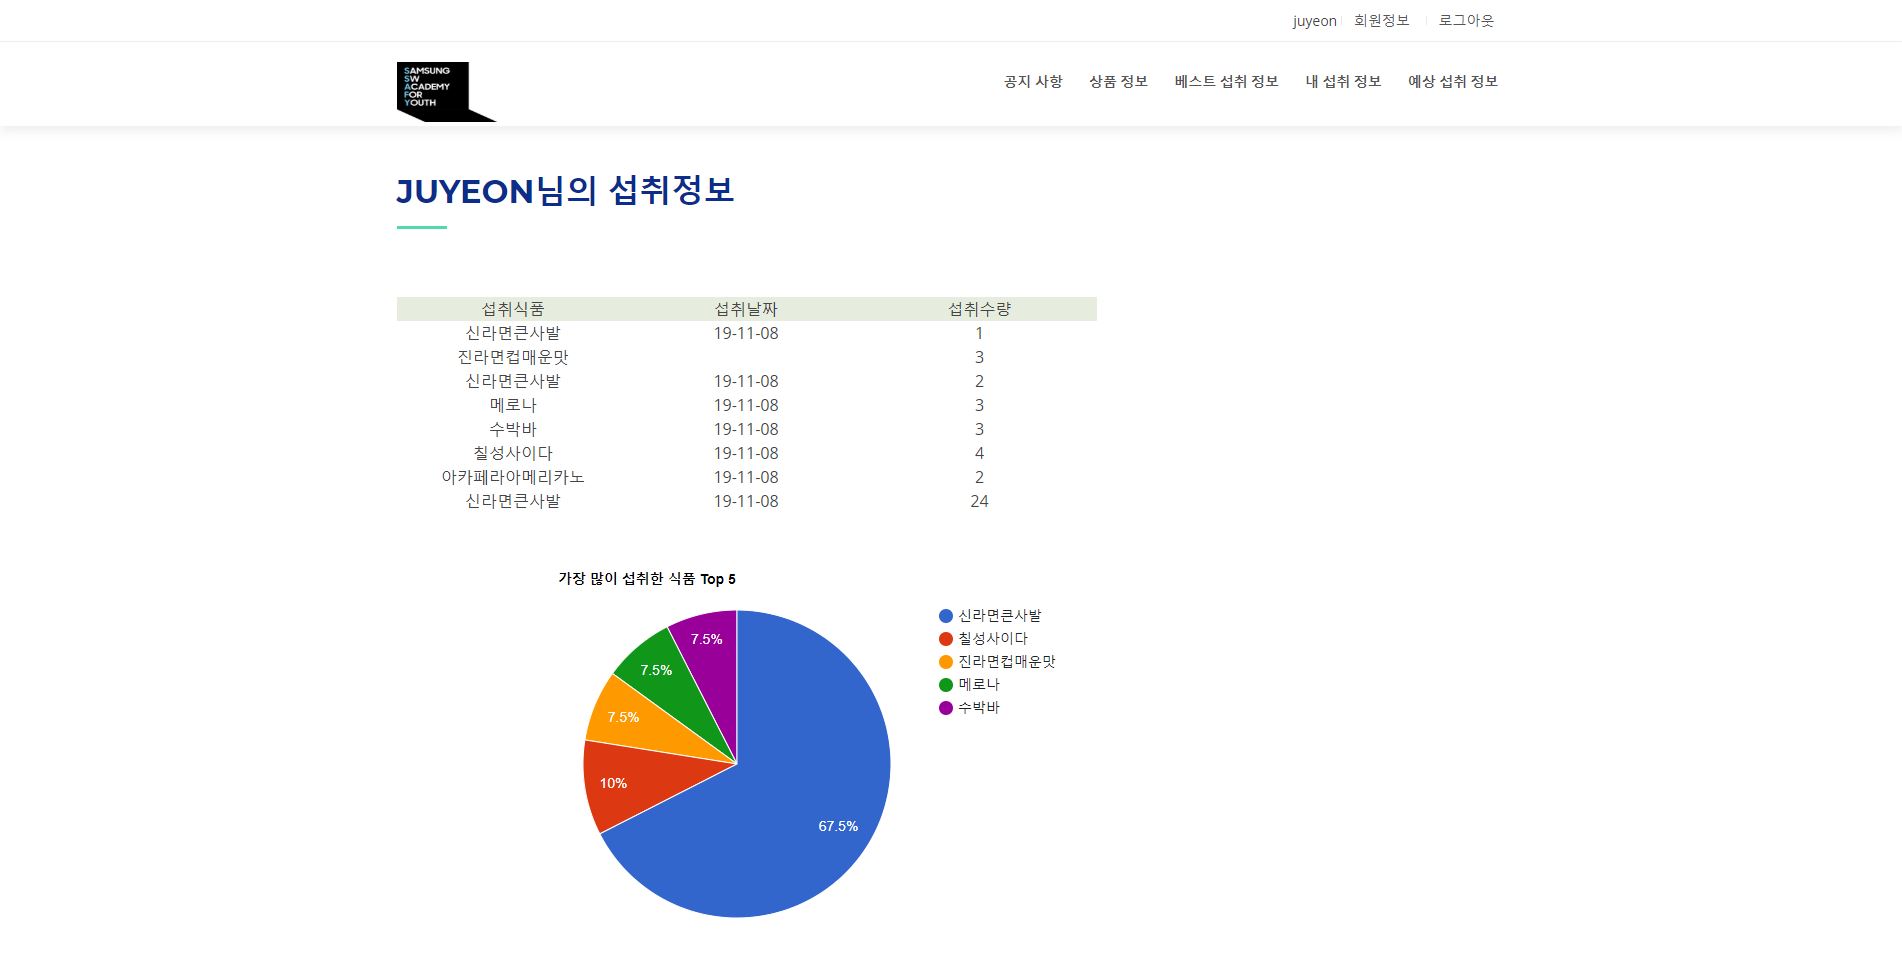 juyeon 회원정보 로그아웃
SAMSUNG
SW
ACADEMY
FOR
YOUTH
공지 사항 상품 정보 베스트 섭취 정보 내 섭취 정보 예상 섭취 정보
JUYEON님의 섭취정보
섭취식품 섭취날짜 섭취수량
신라면큰사발 19-11-08 1
진라면컵매운맛 3
신라면큰사발 19-11-08 2
메로나 19-11-08 3
수박바 19-11-08 3
칠성사이다 19-11-08 4
아카페라아메리카노 19-11-08 2
신라면큰사발 19-11-08 24
가장 많이 섭취한 식품 Top 5
신라면큰사발
칠성사이다
진라면컵매운맛
메로나
수박바
7.5%
7.5%
7.5%
10%
67.5%